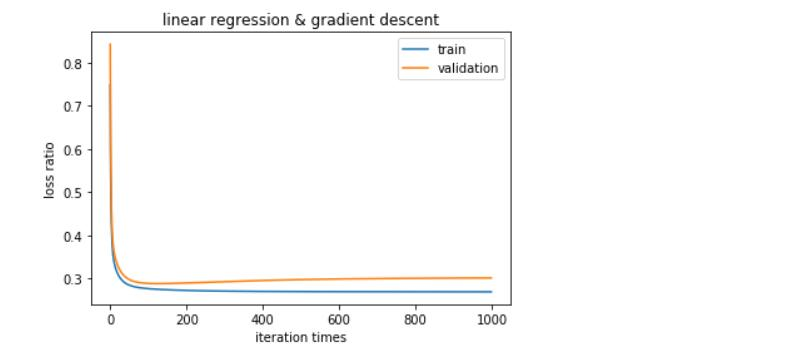 linear regression & gradient descent
train
validation
loss ratio
0.8
0.7
0.6
0.5
0.4
0.3
0 200 400 600 800 1000
iteration times